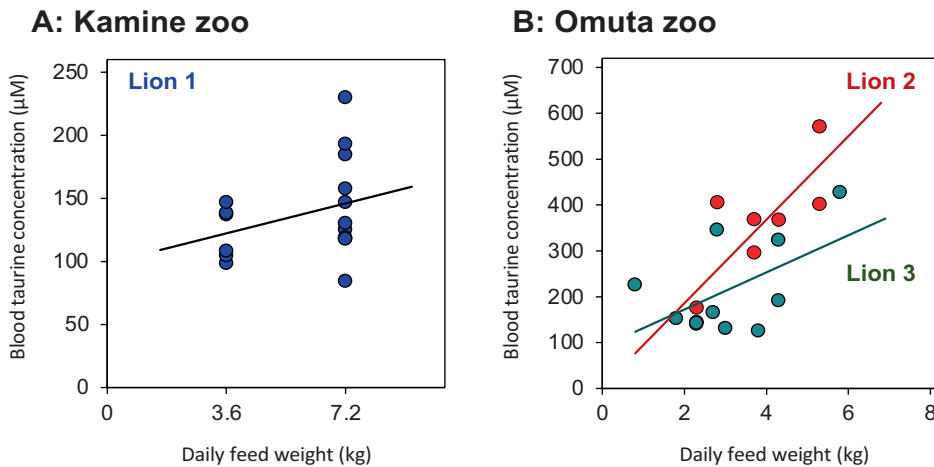 A: Kamine zoo
Lion 1
Blood taurine concentration (µM)
250
200
150
100
50
0
0
3.6
7.2
Daily feed weight (kg)
B: Omuta zoo
Lion 2
Lion 3
Blood taurine concentration (µM)
700
600
500
400
300
200
100
0
0
2
4
6
8
Daily feed weight (kg)